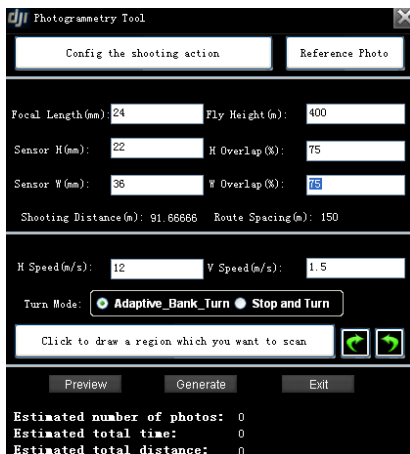 dji Photogrammetry Tool
Config the shooting action Reference Photo
Focal Length(mm): 24 Fly Height(m): 400
Sensor H(mm): 22 H Overlap(%): 75
Sensor W(mm): 36 W Overlap(%): 75
Shooting Distance(m): 91.66666 Route Spacing(m): 150
H Speed(m/s): 12 V Speed(m/s): 1.5
Turn Mode: Adaptive_Bank_Turn Stop and Turn
Click to draw a region which you want to scan
Preview Generate Exit
Estimated number of photos: 0
Estimated total time: 0
Estimated total distance: 0